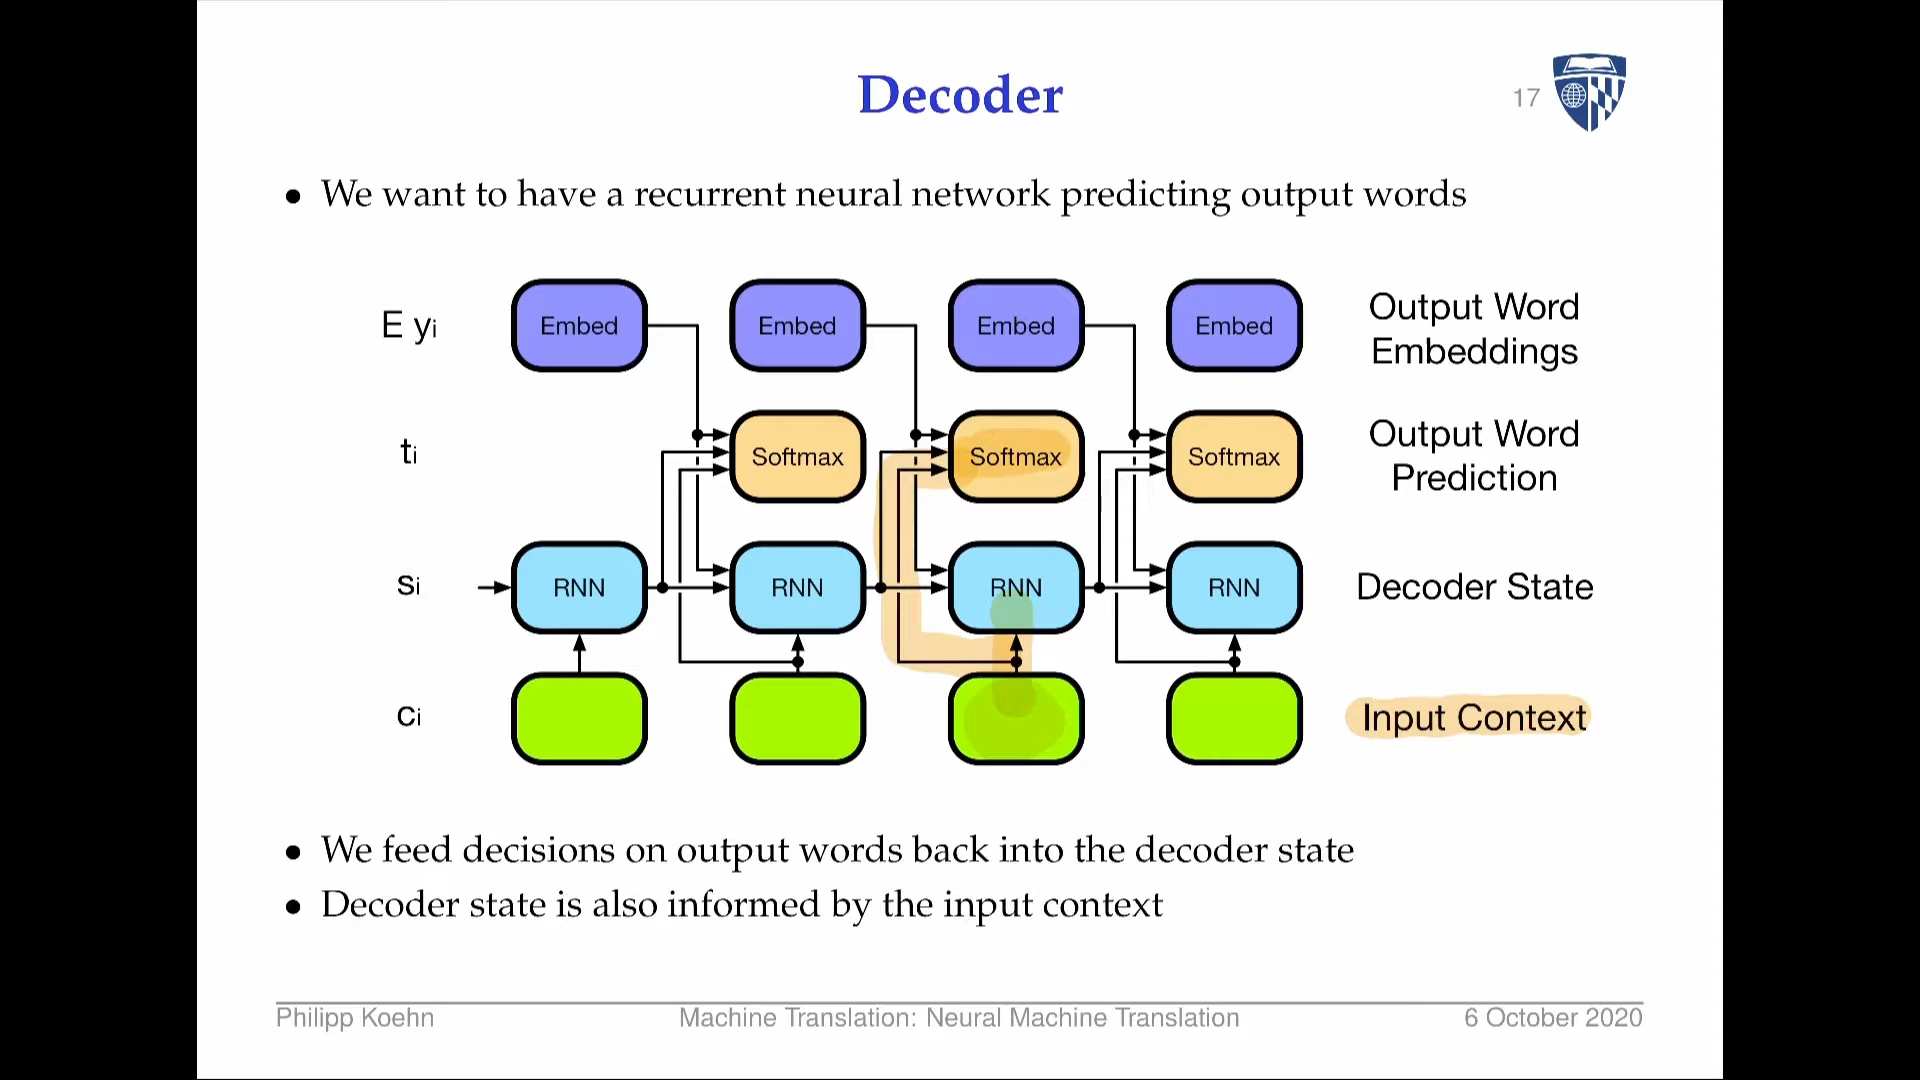 Decoder
17
• We want to have a recurrent neural network predicting output words
E yi Embed Embed Embed Embed Output Word
Embeddings
ti Softmax Softmax Softmax Output Word
Prediction
si RNN RNN RNN RNN Decoder State
ci Input Context
• We feed decisions on output words back into the decoder state
• Decoder state is also informed by the input context
Philipp Koehn Machine Translation: Neural Machine Translation 6 October 2020